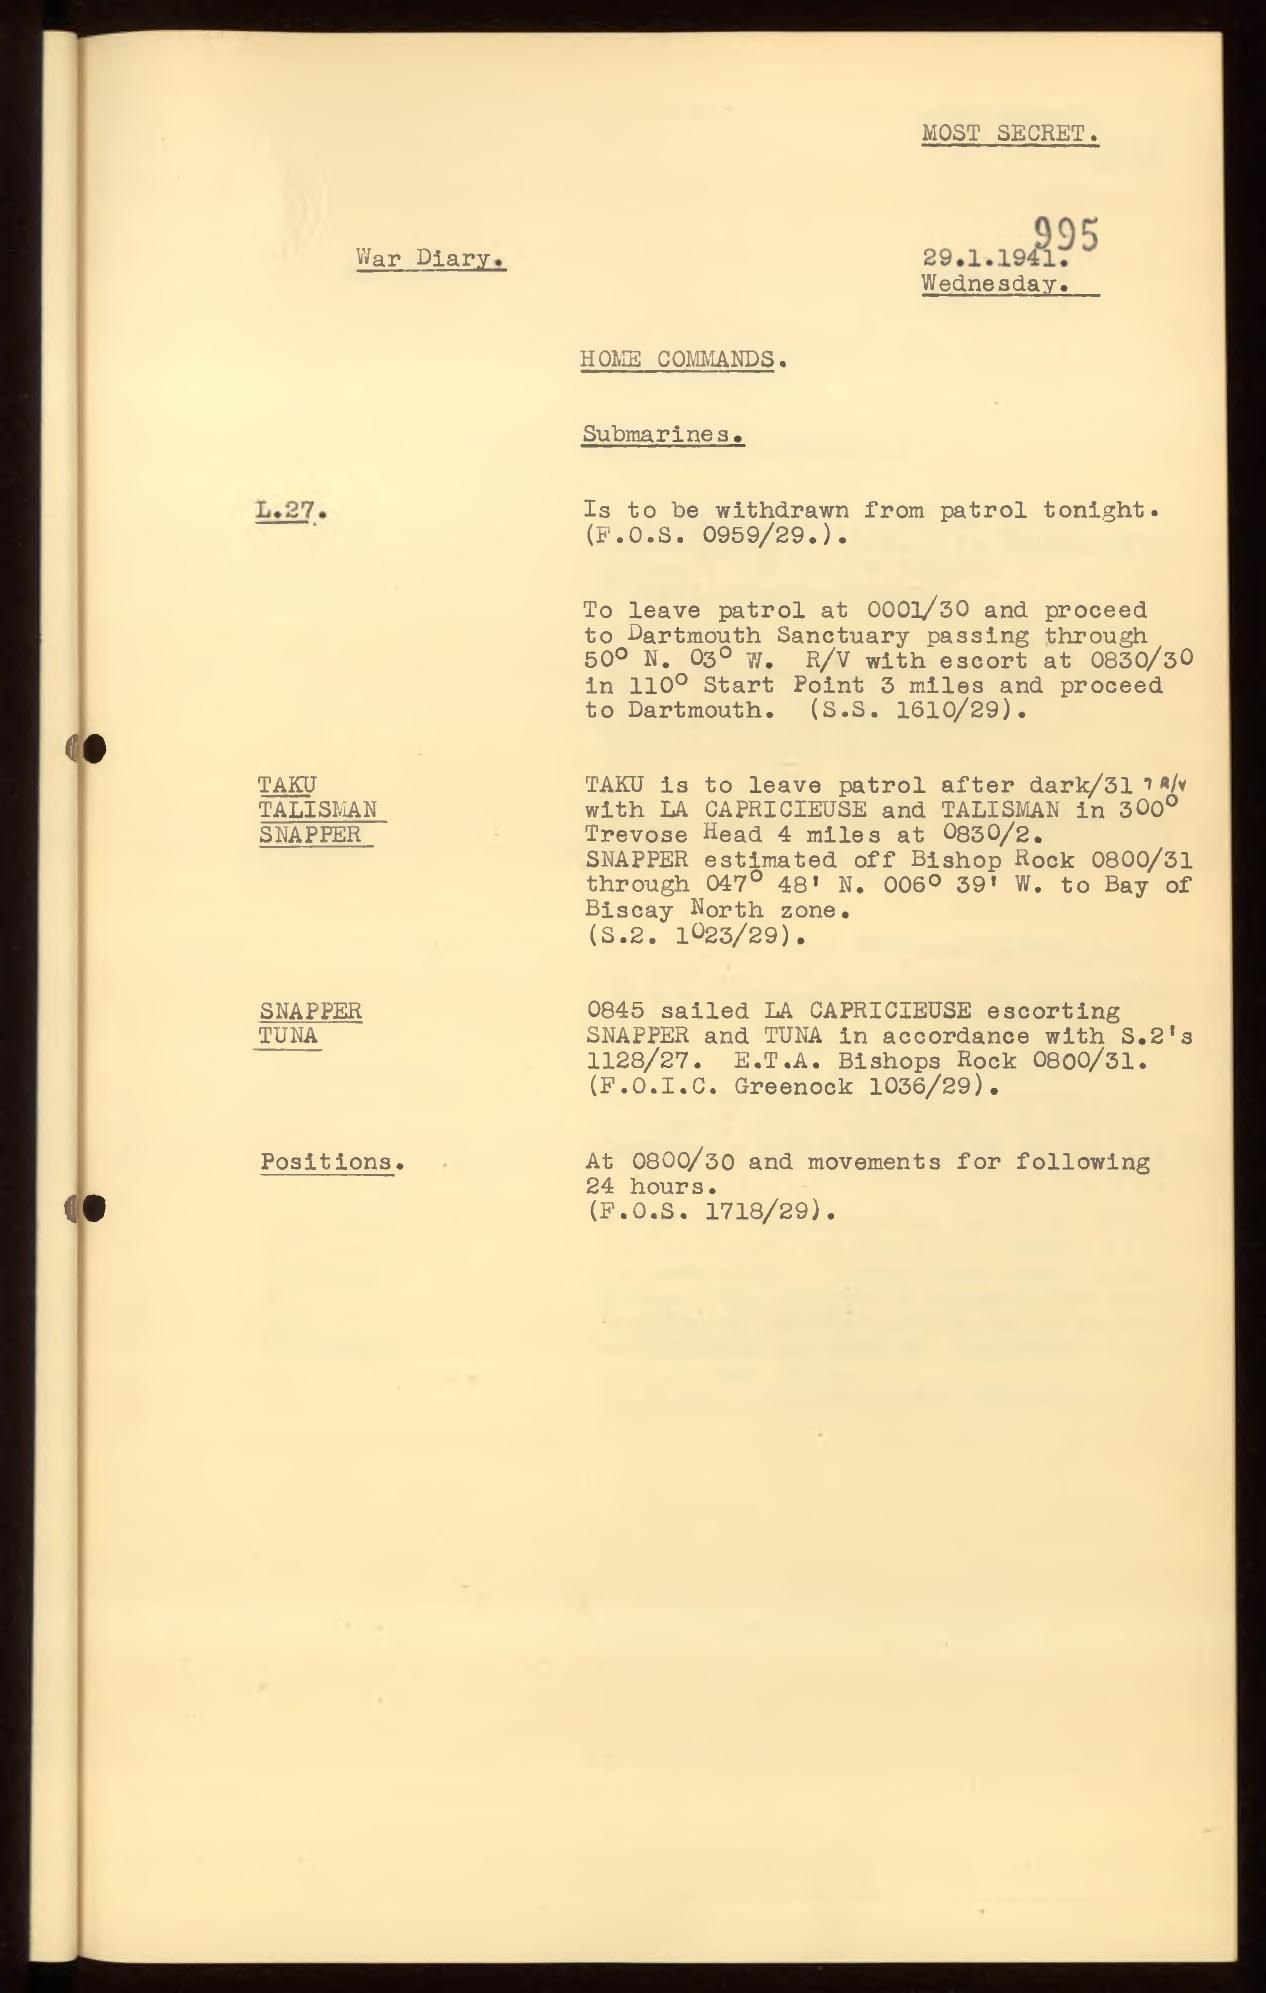 MOST SECRET.
995
War Diary. 29.1.1941.
Wednesday.
HOME COMMANDS.
Submarines.
L.27. Is to be withdrawn from patrol tonight.
(F.O.S. 0959/29.).
To leave patrol at 0001/30 and proceed
to Dartmouth Sanctuary passing through
50° N. 03° W. R/V with escort at 0830/30
in 110° Start Point 3 miles and proceed
to Dartmouth. (S.S. 1610/29).
TAKU TAKU is to leave patrol after dark/31 ? R/V
TALISMAN with LA CAPRICIEUSE and TALISMAN in 300°
SNAPPER Trevose Head 4 miles at 0830/2.
SNAPPER estimated off Bishop Rock 0800/31
through 047° 48' N. 006° 39' W. to Bay of
Biscay North zone.
(S.2. 1023/29).
SNAPPER 0845 sailed LA CAPRICIEUSE escorting
TUNA SNAPPER and TUNA in accordance with S.2's
1128/27. E.T.A. Bishops Rock 0800/31.
(F.O.I.C. Greenock 1036/29).
Positions. At 0800/30 and movements for following
24 hours.
(F.O.S. 1718/29).